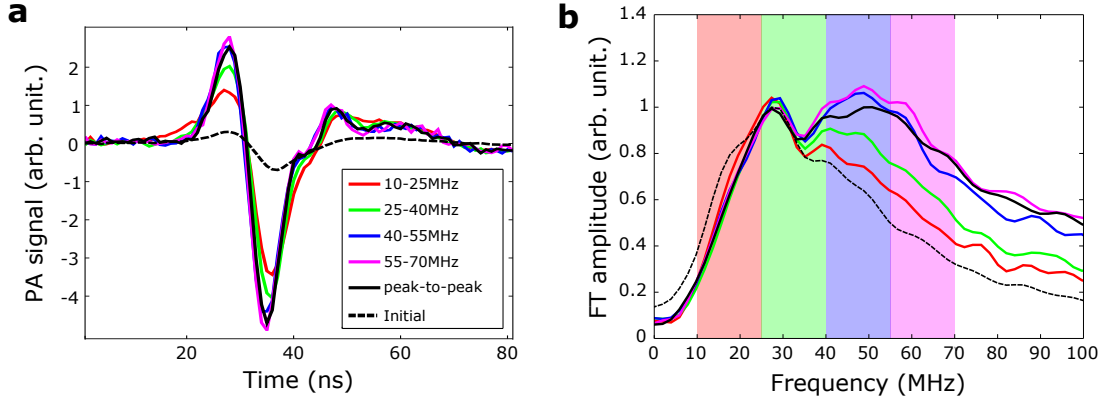 a
PA signal (arb. unit.)
2
1
0
-1
-2
-3
-4
20
40
60
80
Time (ns)
10-25MHz
25-40MHz
40-55MHz
55-70MHz
peak-to-peak
Initial
b
FT amplitude (arb. unit.)
1.4
1.2
1.0
0.8
0.6
0.4
0.2
0
0
10
20
30
40
50
60
70
80
90
100
Frequency (MHz)